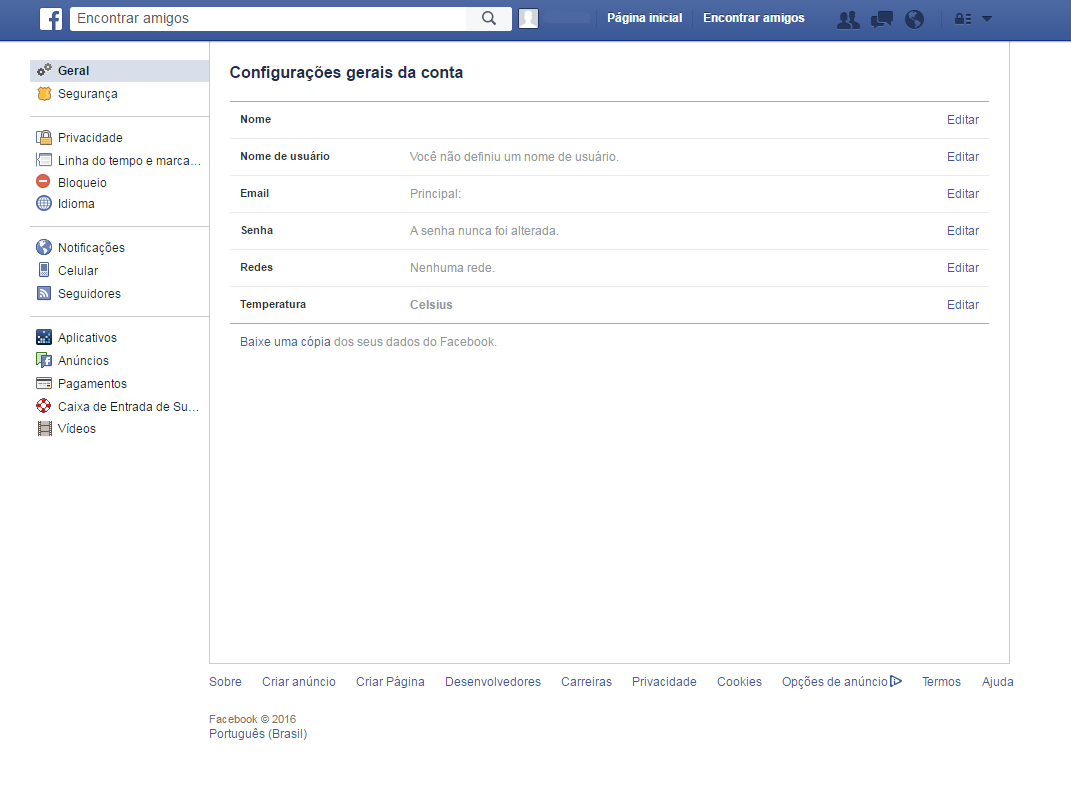 Encontrar amigos
Página inicial
Encontrar amigos
Geral
Segurança
Privacidade
Linha do tempo e marca...
Bloqueio
Idioma
Notificações
Celular
Seguidores
Aplicativos
Anúncios
Pagamentos
Caixa de Entrada de Su...
Vídeos
Configurações gerais da conta
Nome Editar
Nome de usuário Você não definiu um nome de usuário. Editar
Email Principal: Editar
Senha A senha nunca foi alterada. Editar
Redes Nenhuma rede. Editar
Temperatura Celsius Editar
Baixe uma cópia dos seus dados do Facebook.
Sobre Criar anúncio Criar Página Desenvolvedores Carreiras Privacidade Cookies Opções de anúncio Termos Ajuda
Facebook © 2016
Português (Brasil)